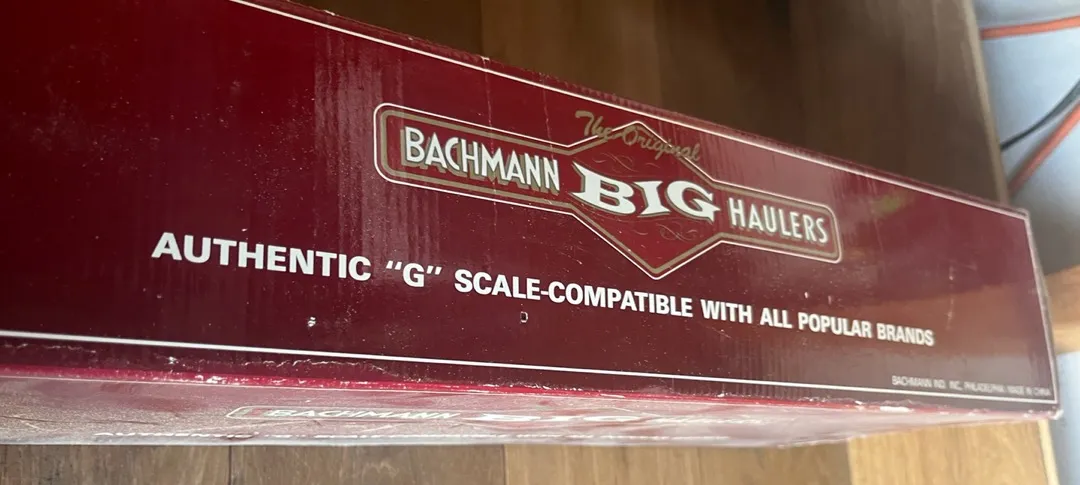 The Original
BACHMANN BIG HAULERS
AUTHENTIC "G" SCALE-COMPATIBLE WITH ALL POPULAR BRANDS
BACHMANN IND. INC., PHILADELPHIA / MADE IN CHINA
BACHMANN